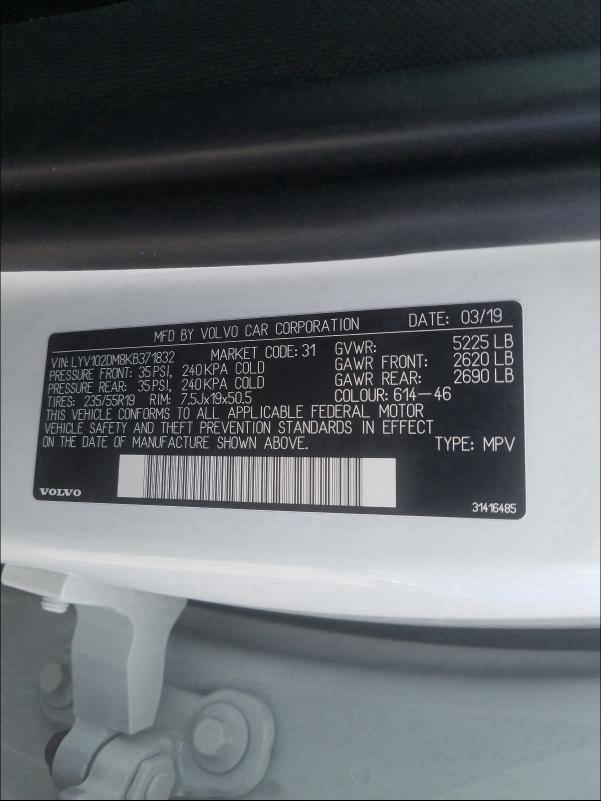 MFD BY VOLVO CAR CORPORATION DATE: 03/19
VIN: LYV102DM8KB371832 MARKET CODE: 31 GVWR: 5225 LB
PRESSURE FRONT: 35 PSI, 240 KPA COLD GAWR FRONT: 2620 LB
PRESSURE REAR: 35 PSI, 240 KPA COLD GAWR REAR: 2690 LB
TIRES: 235/55R19 RIM: 7.5Jx19x50.5 COLOUR: 614-46
THIS VEHICLE CONFORMS TO ALL APPLICABLE FEDERAL MOTOR
VEHICLE SAFETY AND THEFT PREVENTION STANDARDS IN EFFECT
ON THE DATE OF MANUFACTURE SHOWN ABOVE. TYPE: MPV
VOLVO 31416485